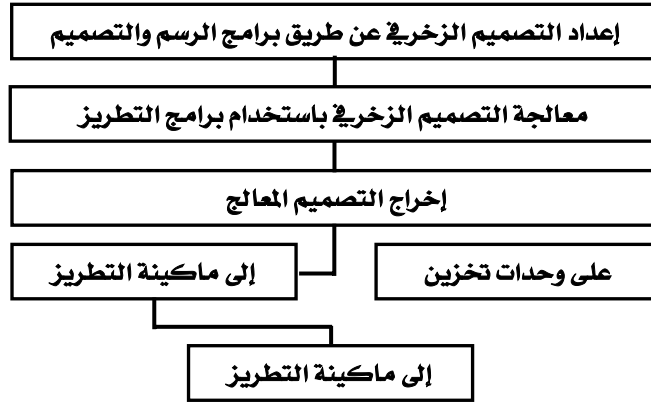 إعداد التصميم الزخرفي عن طريق برامج الرسم والتصميم
معالجة التصميم الزخرفي باستخدام برامج التطريز
إخراج التصميم المعالج
على وحدات تخزين
إلى ماكينة التطريز
إلى ماكينة التطريز